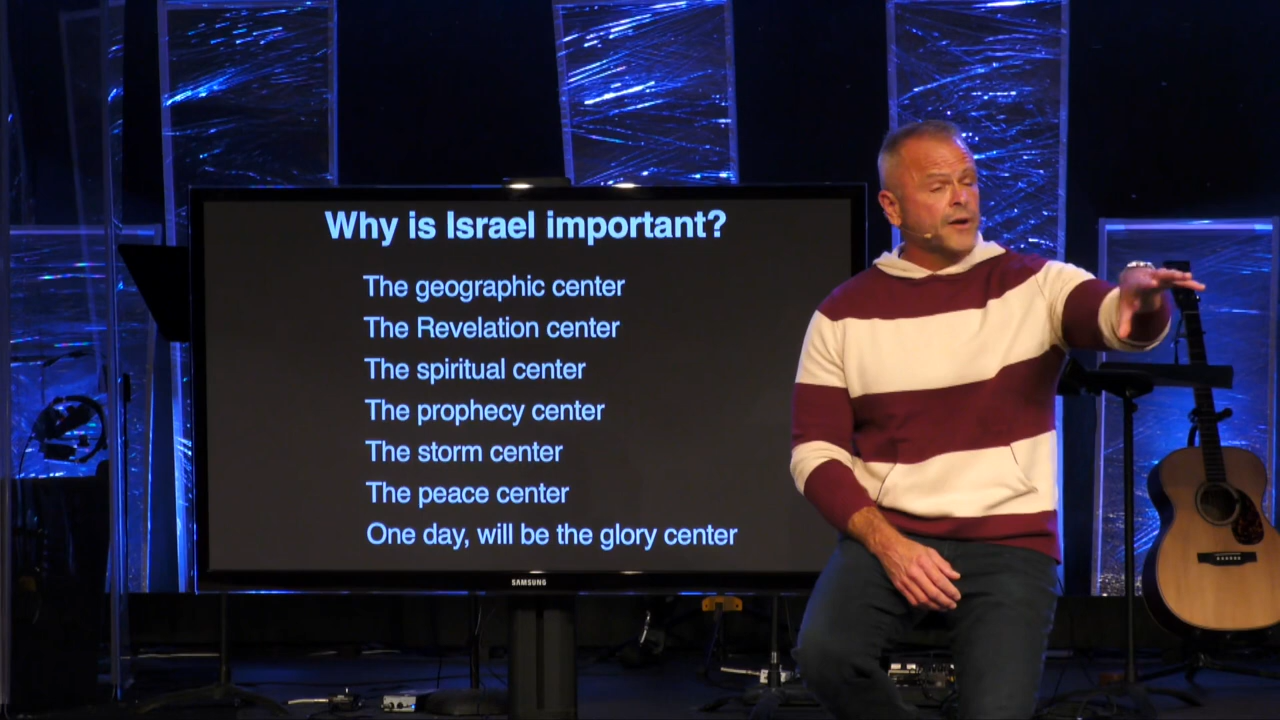 Why is Israel important?
The geographic center
The Revelation center
The spiritual center
The prophecy center
The storm center
The peace center
One day, will be the glory center
SAMSUNG